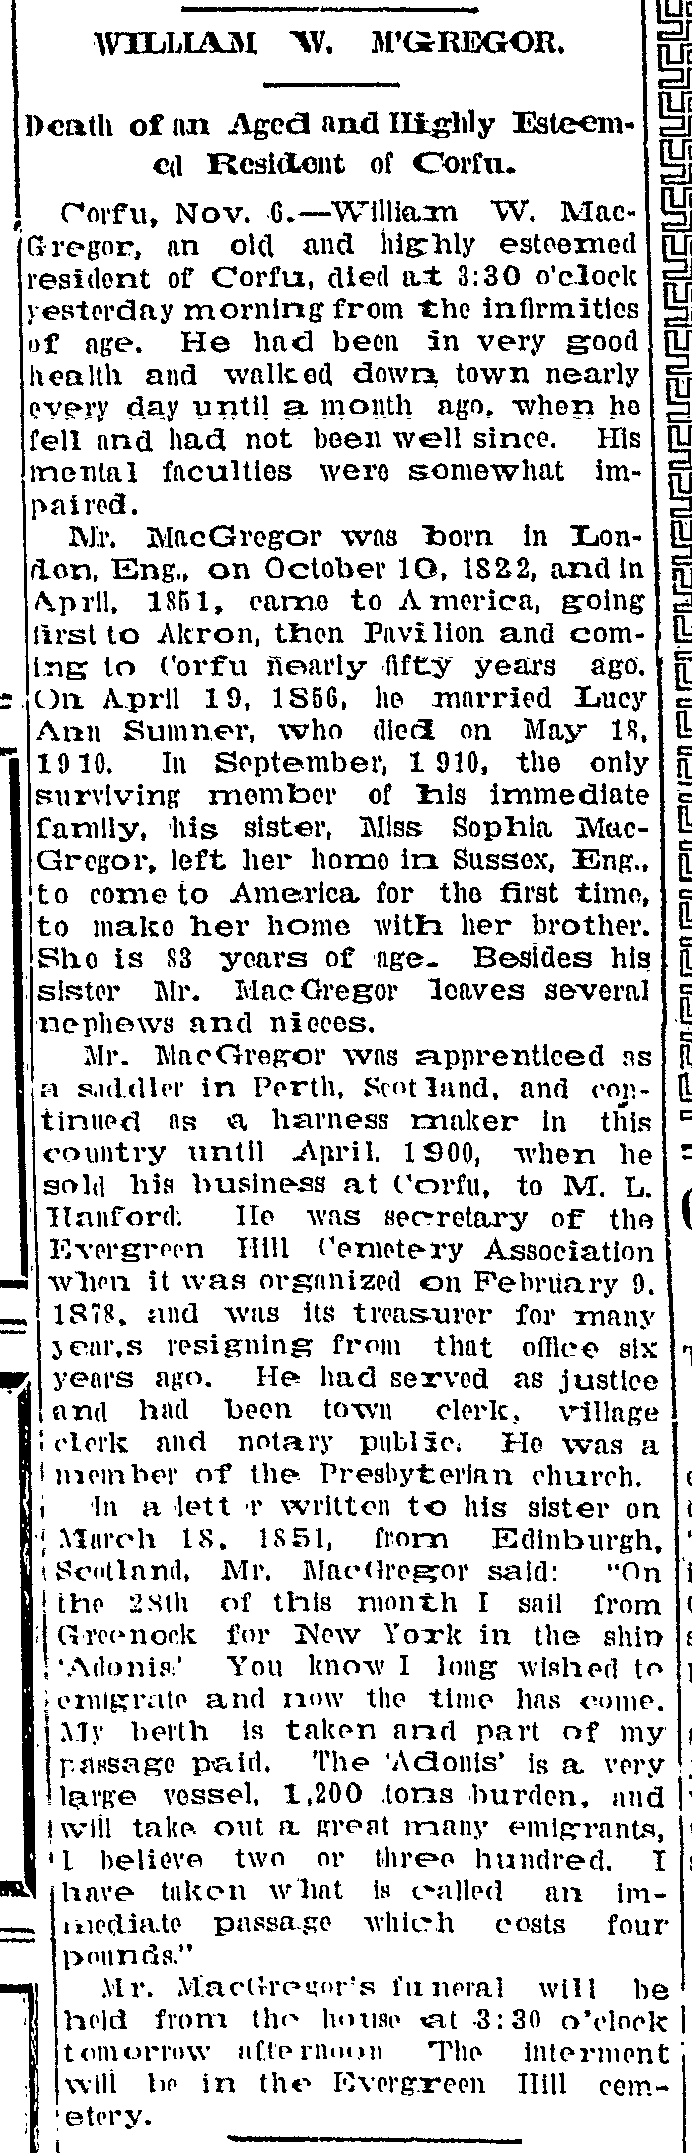 WILLIAM W. M'GREGOR.
Death of an Aged and Highly Esteem-
ed Resident of Corfu.
Corfu, Nov. 6.—William W. Mac-
Gregor, an old and highly esteemed
resident of Corfu, died at 3:30 o'clock
yesterday morning from the infirmities
of age. He had been in very good
health and walked down town nearly
every day until a month ago, when he
fell and had not been well since. His
mental faculties were somewhat im-
paired.
Mr. MacGregor was born in Lon-
don, Eng., on October 10, 1822, and in
April, 1851, came to America, going
first to Akron, then Pavilion and com-
ing to Corfu nearly fifty years ago.
On April 19, 1856, he married Lucy
Ann Sumner, who died on May 18,
1910. In September, 1910, the only
surviving member of his immediate
family, his sister, Miss Sophia Mac-
Gregor, left her home in Sussex, Eng.,
to come to America for the first time,
to make her home with her brother.
She is 83 years of age. Besides his
sister Mr. MacGregor leaves several
nephews and nieces.
Mr. MacGregor was apprenticed as
a saddler in Perth, Scotland, and con-
tinued as a harness maker in this
country until April, 1900, when he
sold his business at Corfu, to M. L.
Hanford. He was secretary of the
Evergreen Hill Cemetery Association
when it was organized on February 9,
1878, and was its treasurer for many
year,s resigning from that office six
years ago. He had served as justice
and had been town clerk, village
clerk and notary public. He was a
member of the Presbyterian church.
In a lett r written to his sister on
March 18, 1851, from Edinburgh,
Scotland, Mr. MacGregor said: "On
the 28th of this month I sail from
Greenock for New York in the ship
'Adonis.' You know I long wished to
emigrate and now the time has come.
My berth is taken and part of my
passage paid. The 'Adonis' is a very
large vessel, 1,200 tons burden, and
will take out a great many emigrants,
I believe two or three hundred. I
have taken what is called an im-
mediate passage which costs four
pounds."
Mr. MacGregor's funeral will be
held from the house at 3:30 o'clock
tomorrow afternoon The interment
will be in the Evergreen Hill cem-
etery.